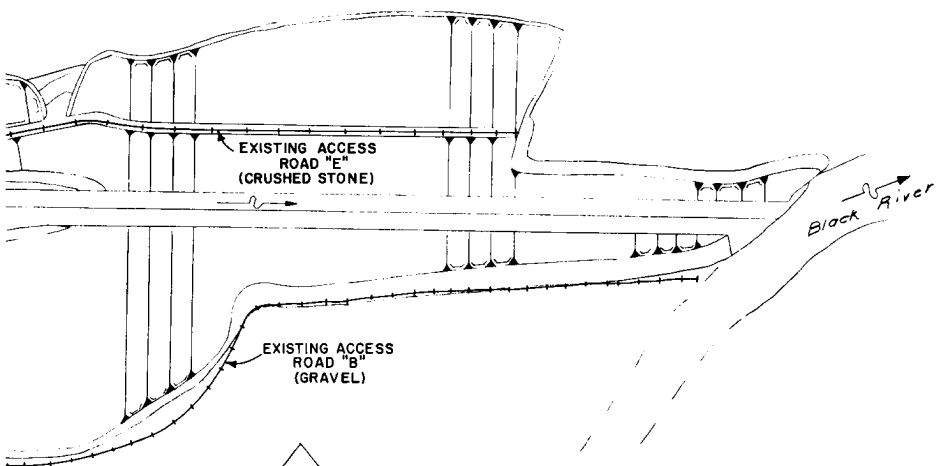 EXISTING ACCESS
ROAD "E"
(CRUSHED STONE)
Black River
EXISTING ACCESS
ROAD "B"
(GRAVEL)